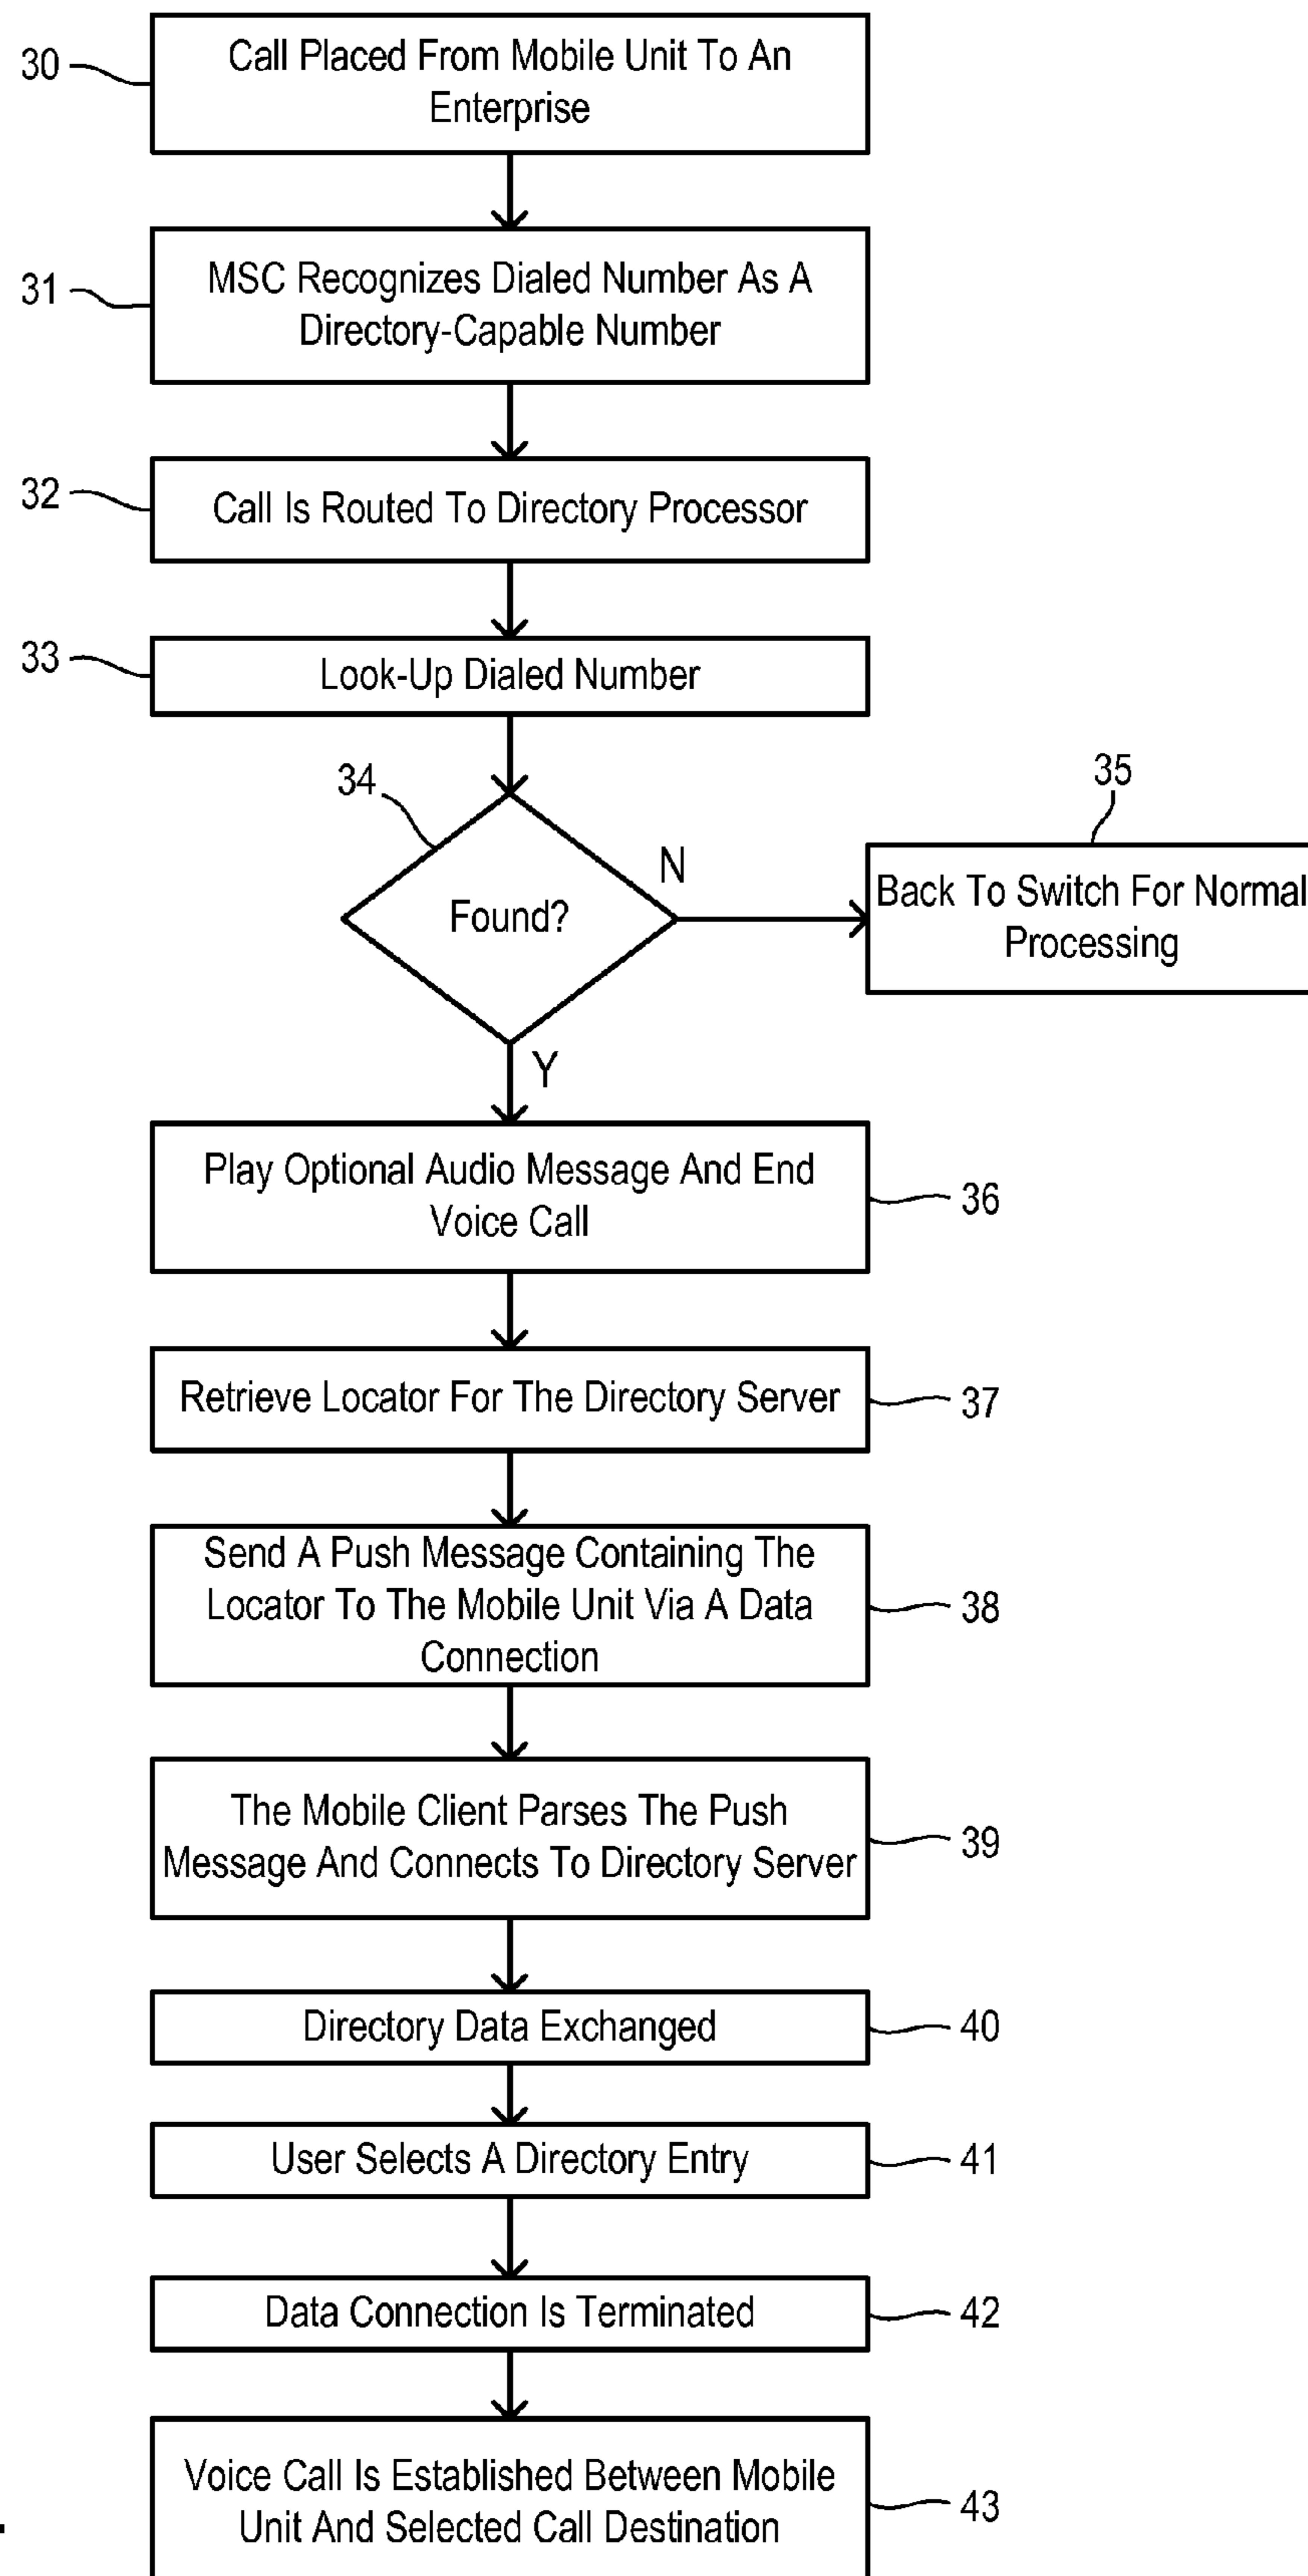 30
Call Placed From Mobile Unit To An
Enterprise
31
MSC Recognizes Dialed Number As A
Directory-Capable Number
32
Call Is Routed To Directory Processor
33
Look-Up Dialed Number
34
Found?
N
35
Back To Switch For Normal
Processing
Y
Play Optional Audio Message And End
Voice Call
36
Retrieve Locator For The Directory Server
37
Send A Push Message Containing The
Locator To The Mobile Unit Via A Data
Connection
38
The Mobile Client Parses The Push
Message And Connects To Directory Server
39
Directory Data Exchanged
40
User Selects A Directory Entry
41
Data Connection Is Terminated
42
Voice Call Is Established Between Mobile
Unit And Selected Call Destination
43